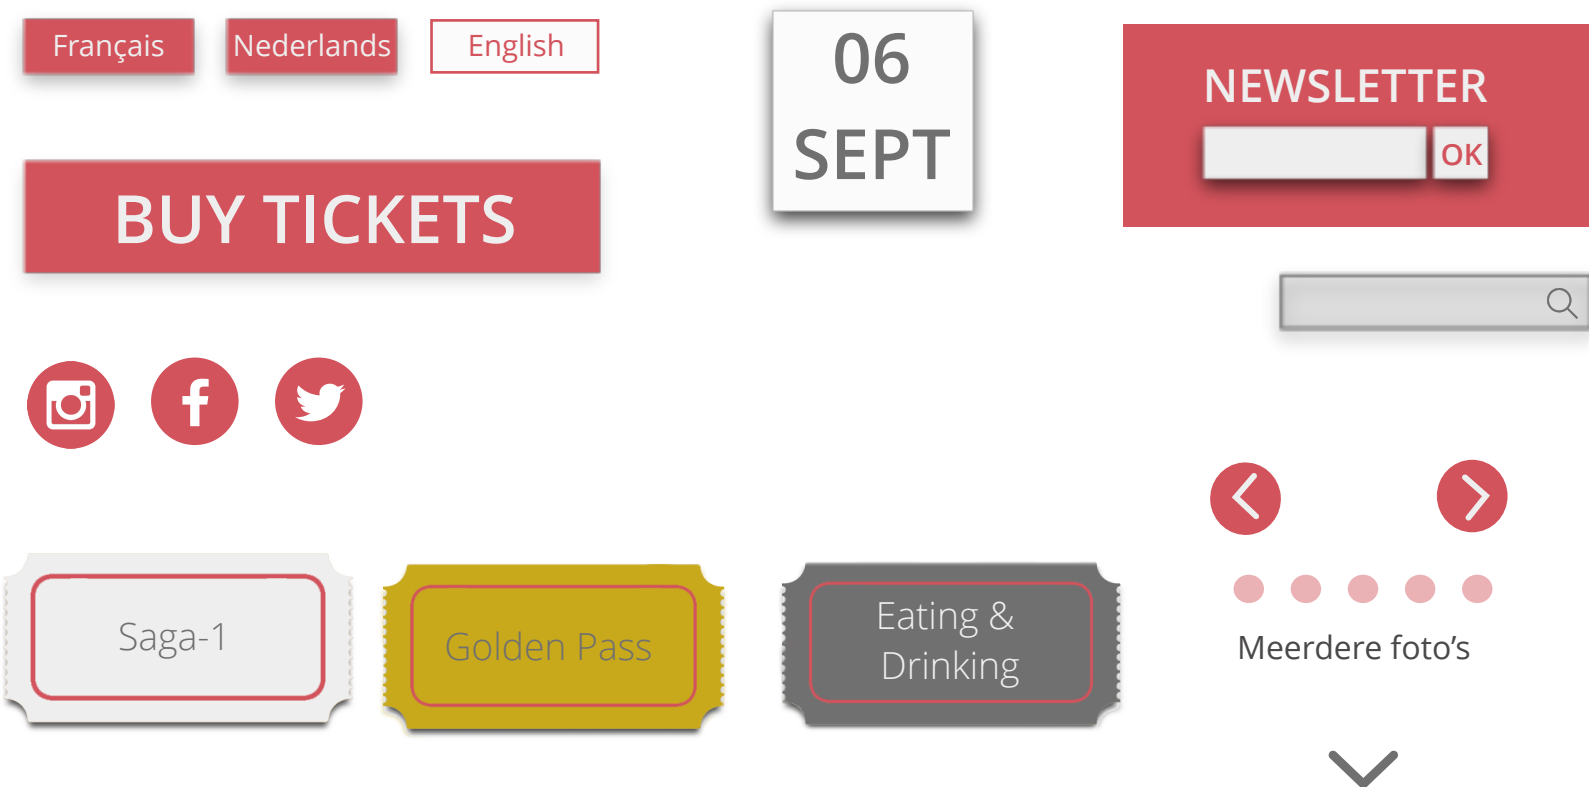 Français
Nederlands
English
06
SEPT
NEWSLETTER
OK
BUY TICKETS
Saga-1
Golden Pass
Eating &
Drinking
Meerdere foto’s